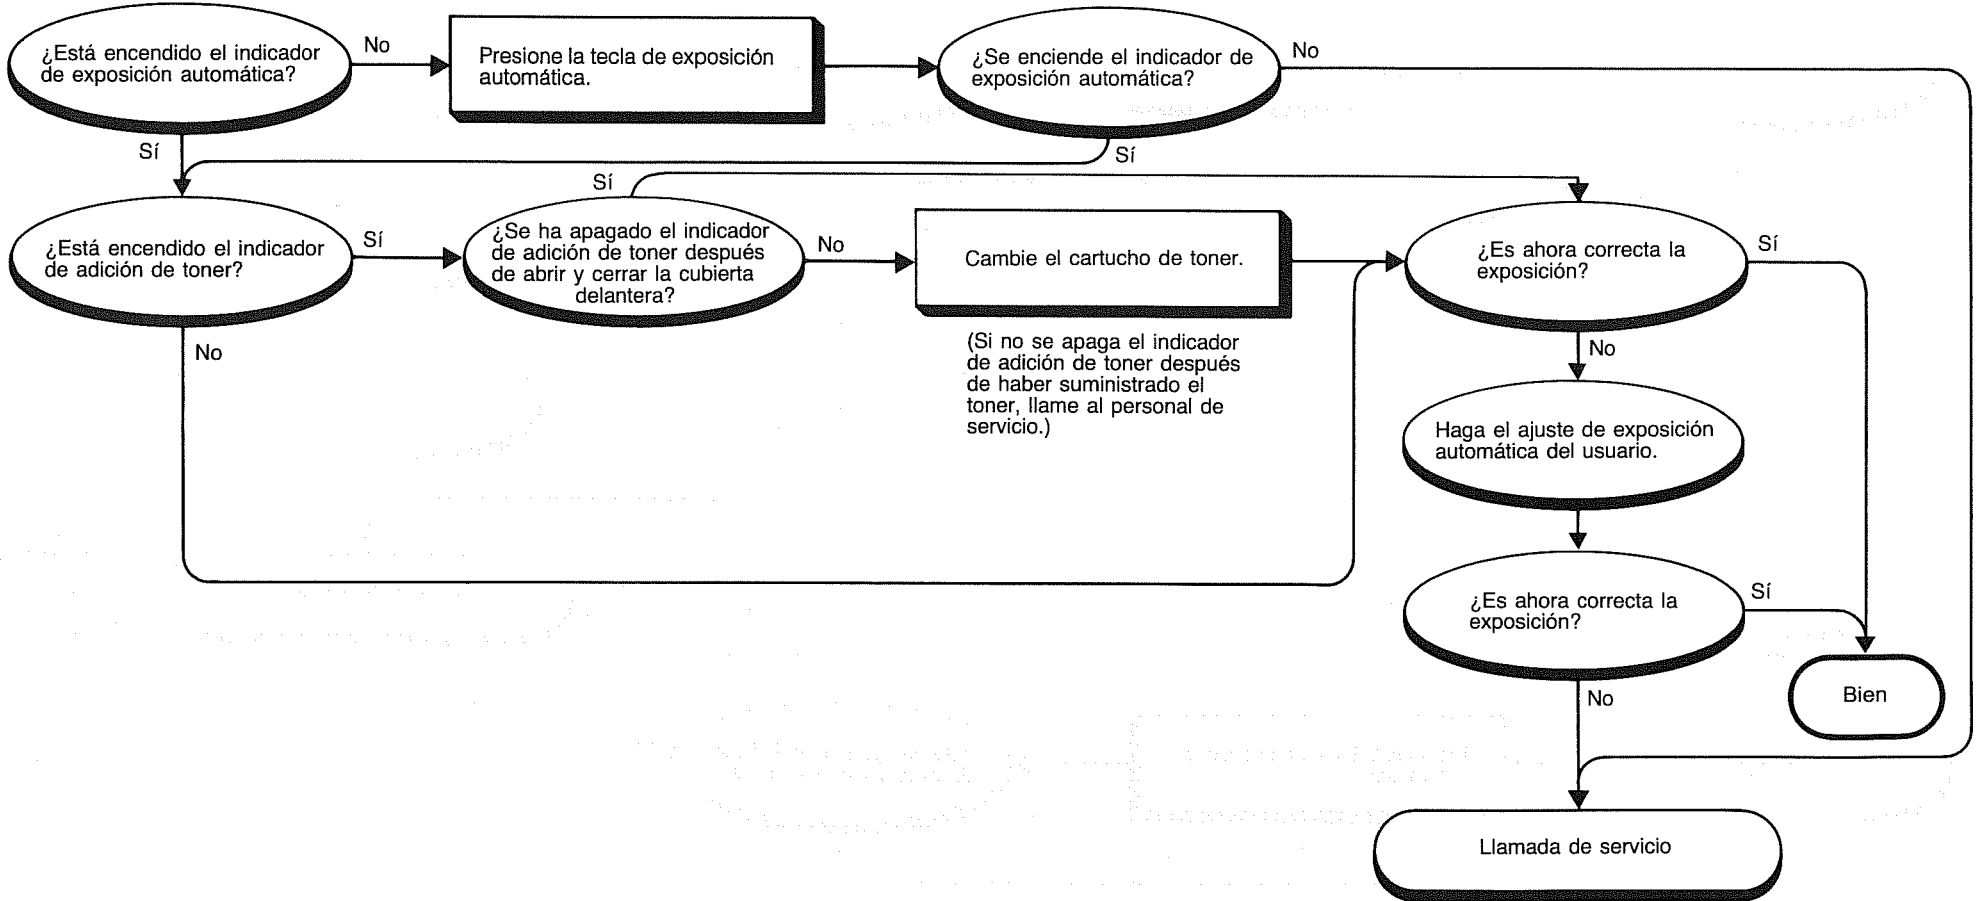 ¿Está encendido el indicador
de exposición automática?
No
Presione la tecla de exposición
automática.
¿Se enciende el indicador de
exposición automática?
No
Sí
Sí
¿Está encendido el indicador
de adición de toner?
Sí
No
¿Se ha apagado el indicador
de adición de toner después
de abrir y cerrar la cubierta
delantera?
Sí
No
Cambie el cartucho de toner.
(Si no se apaga el indicador
de adición de toner después
de haber suministrado el
toner, llame al personal de
servicio.)
¿Es ahora correcta la
exposición?
Sí
No
Haga el ajuste de exposición
automática del usuario.
¿Es ahora correcta la
exposición?
Sí
No
Bien
Llamada de servicio